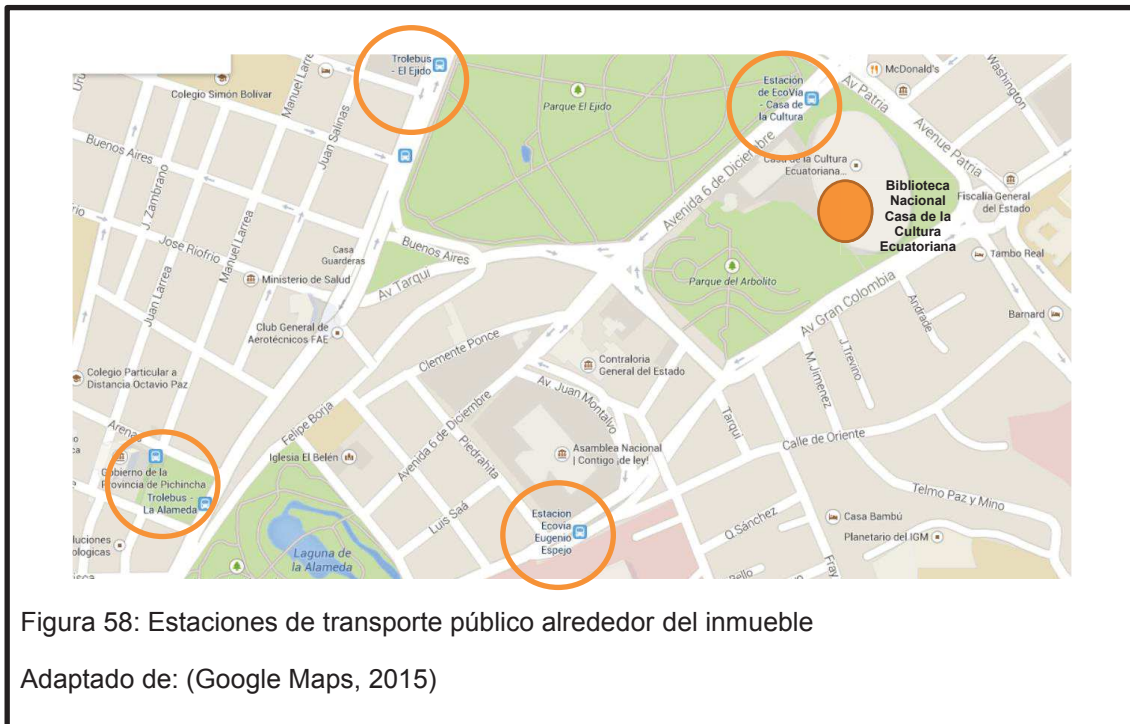 Trolebus
- El Ejido
Colegio Simón Bolívar
Manuel Larrea
Juan Salinas
Buenos Aires
J. Zambrano
Manuel Larrea
Jose Riofrio
Juan Larrea
Ministerio de Salud
Casa
Guarderas
Club General de
Aerotécnicos FAE
Colegio Particular a
Distancia Octavio Paz
Arenas
Gobierno de la
Provincia de Pichincha
Trolebus -
La Alameda
Parque El Ejido
Estación
de EcoVía
- Casa de
la Cultura
McDonald's
Av Patria
Avenue Patria
Washington
Avenida 6 de Diciembre
Casa de la Cultura
Ecuatoriana...
Biblioteca
Nacional
Casa de la
Cultura
Ecuatoriana
Fiscalía General
del Estado
Tambo Real
Barnard
Parque del Arbolito
Av Gran Colombia
Andrade
J. Trevino
M. Jimenez
Buenos Aires
Av Tarqui
Clemente Ponce
Contraloria
General del Estado
Av. Juan Montalvo
Felipe Borja
Avenida 6 de Diciembre
Piedrahita
Iglesia El Belén
Asamblea Nacional
| Contigo ¡de ley!
Luis Saá
Estacion
Ecovia
Eugenio
Espejo
Laguna de
la Alameda
Tarqui
Calle de Oriente
Telmo Paz y Mino
Q. Sánchez
Casa Bambú
Planetario del IGM
Figura 58: Estaciones de transporte público alrededor del inmueble
Adaptado de: (Google Maps, 2015)